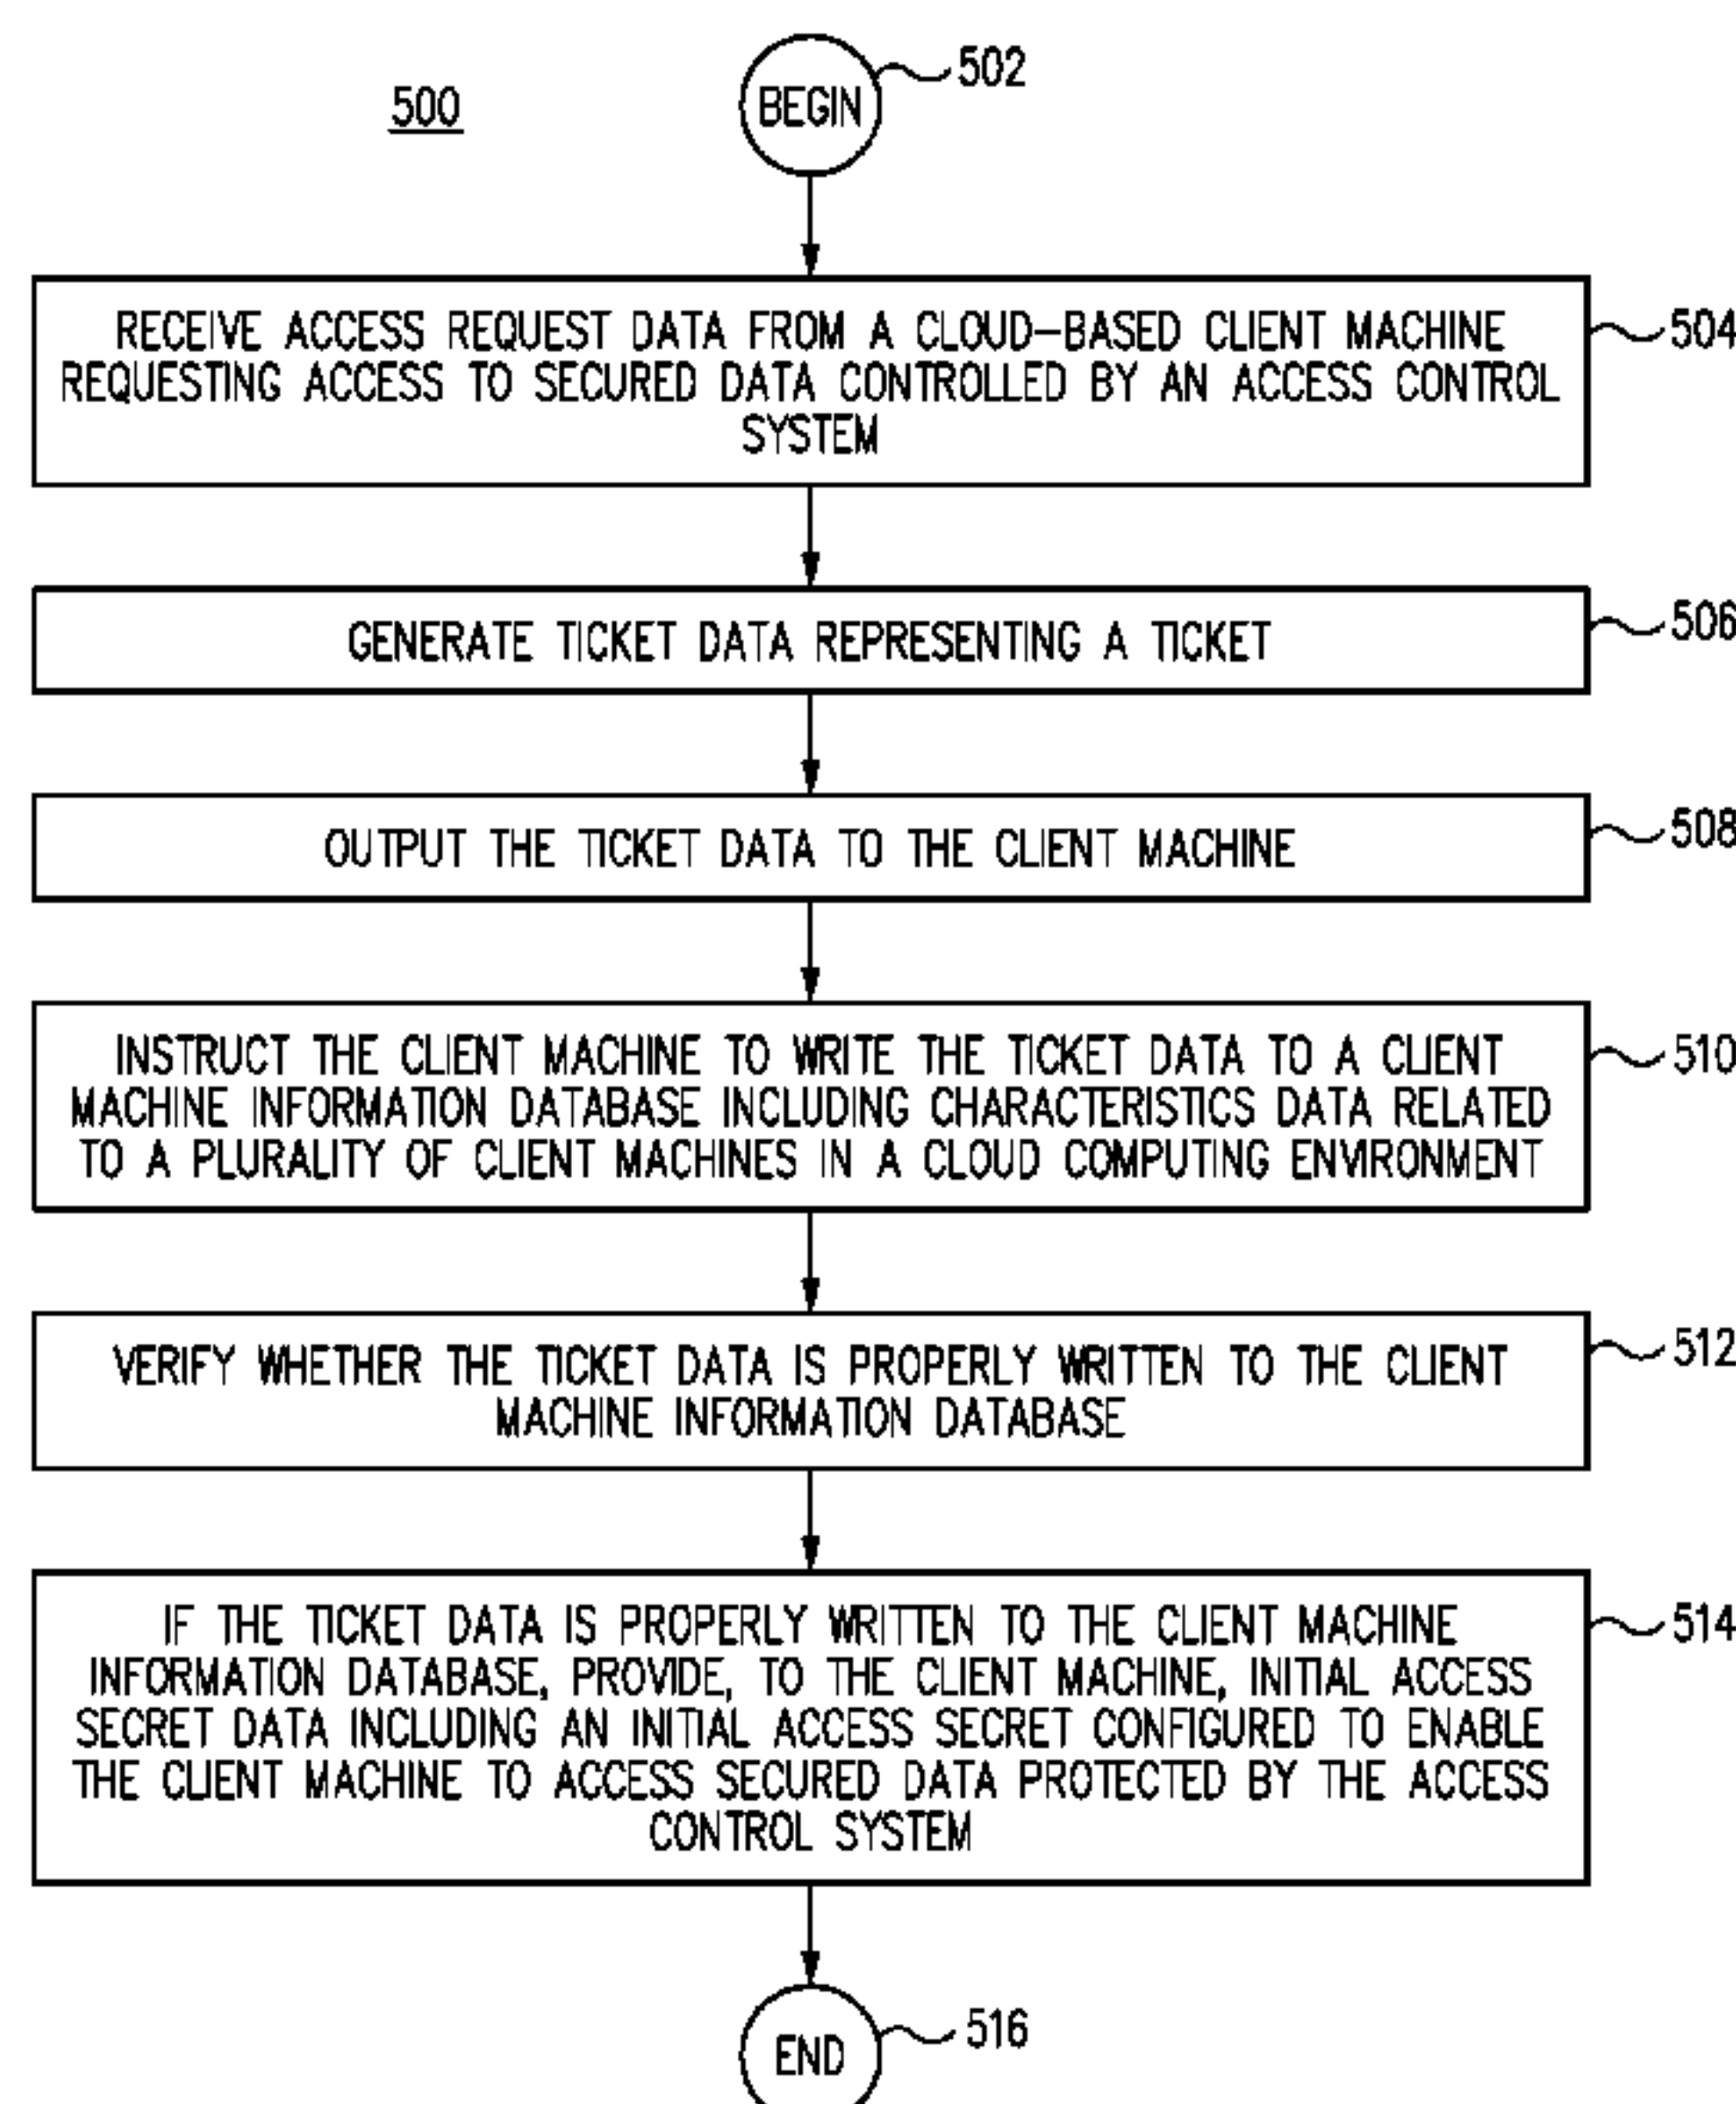 500
BEGIN
502
RECEIVE ACCESS REQUEST DATA FROM A CLOUD-BASED CLIENT MACHINE
REQUESTING ACCESS TO SECURED DATA CONTROLLED BY AN ACCESS CONTROL
SYSTEM
504
GENERATE TICKET DATA REPRESENTING A TICKET
506
OUTPUT THE TICKET DATA TO THE CLIENT MACHINE
508
INSTRUCT THE CLIENT MACHINE TO WRITE THE TICKET DATA TO A CLIENT
MACHINE INFORMATION DATABASE INCLUDING CHARACTERISTICS DATA RELATED
TO A PLURALITY OF CLIENT MACHINES IN A CLOUD COMPUTING ENVIRONMENT
510
VERIFY WHETHER THE TICKET DATA IS PROPERLY WRITTEN TO THE CLIENT
MACHINE INFORMATION DATABASE
512
IF THE TICKET DATA IS PROPERLY WRITTEN TO THE CLIENT MACHINE
INFORMATION DATABASE, PROVIDE, TO THE CLIENT MACHINE, INITIAL ACCESS
SECRET DATA INCLUDING AN INITIAL ACCESS SECRET CONFIGURED TO ENABLE
THE CLIENT MACHINE TO ACCESS SECURED DATA PROTECTED BY THE ACCESS
CONTROL SYSTEM
514
END
516